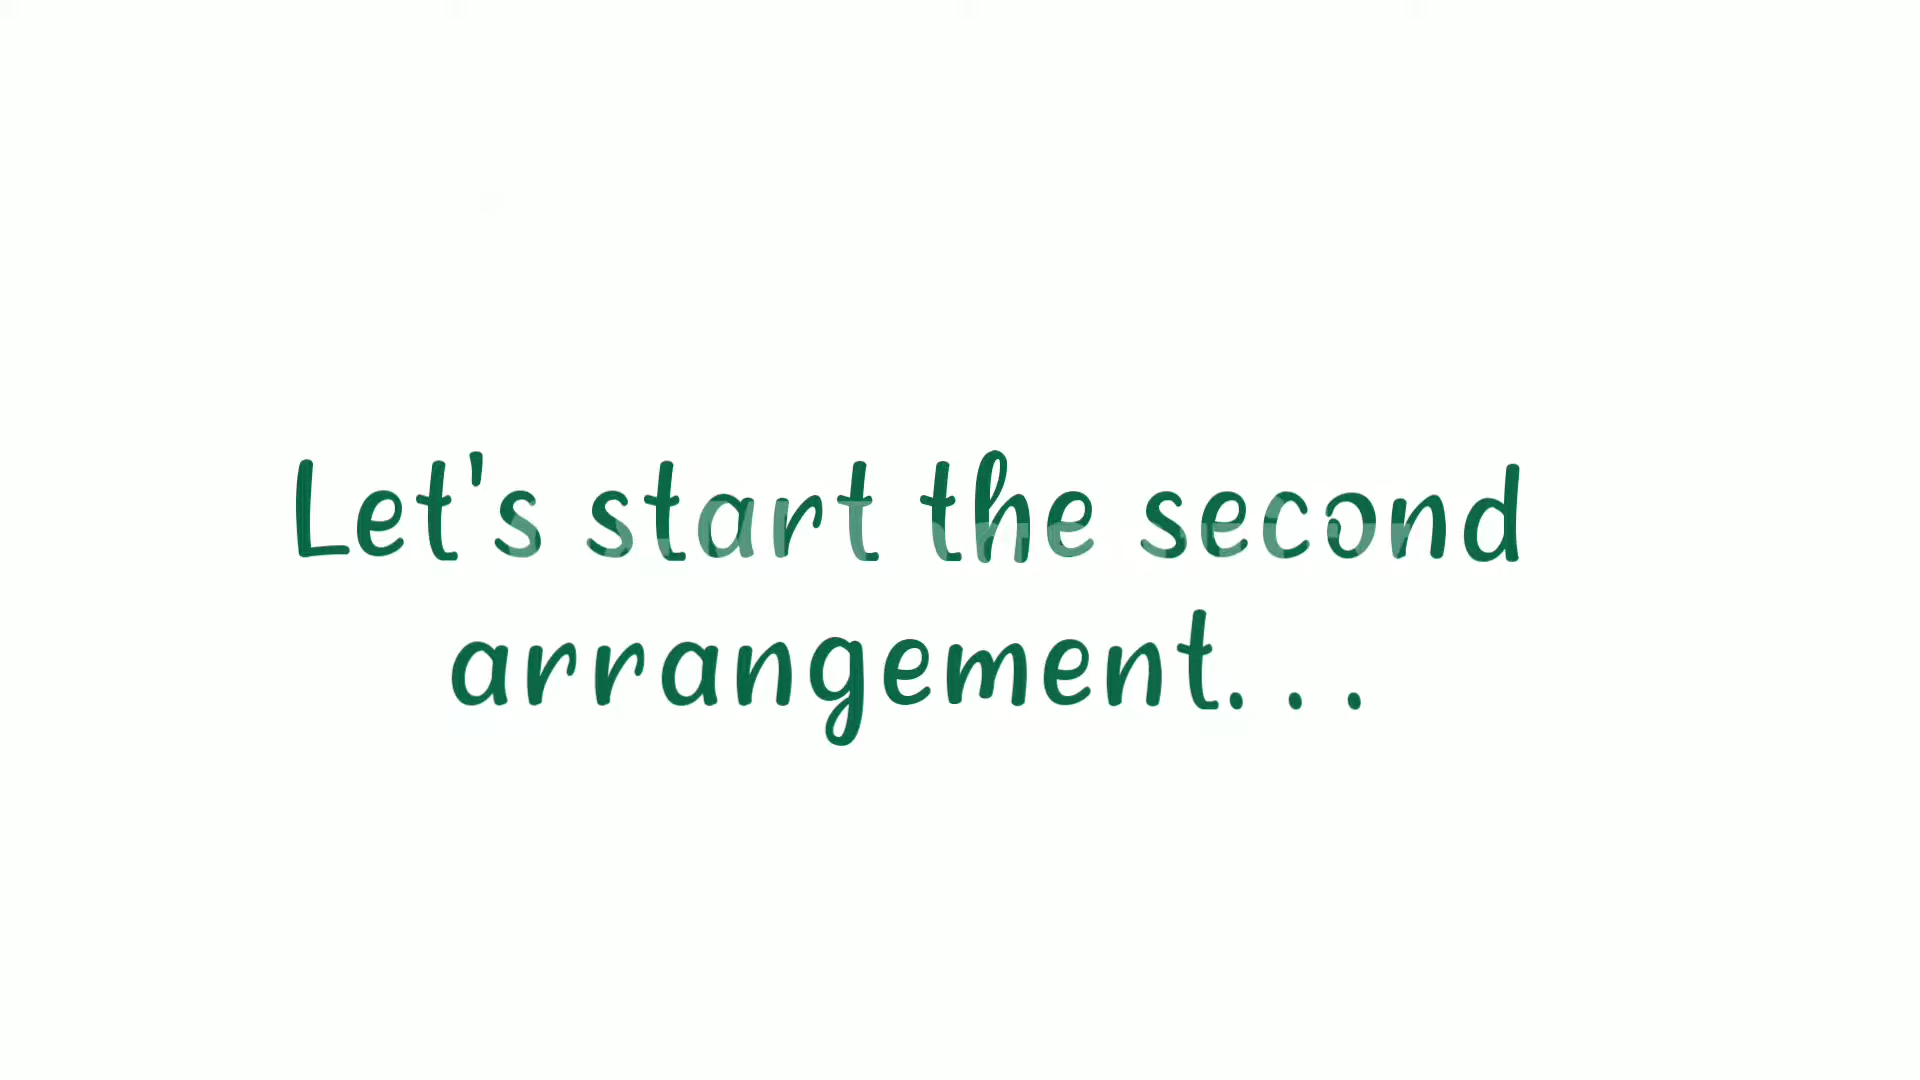 Let's start the second
arrangement. . .